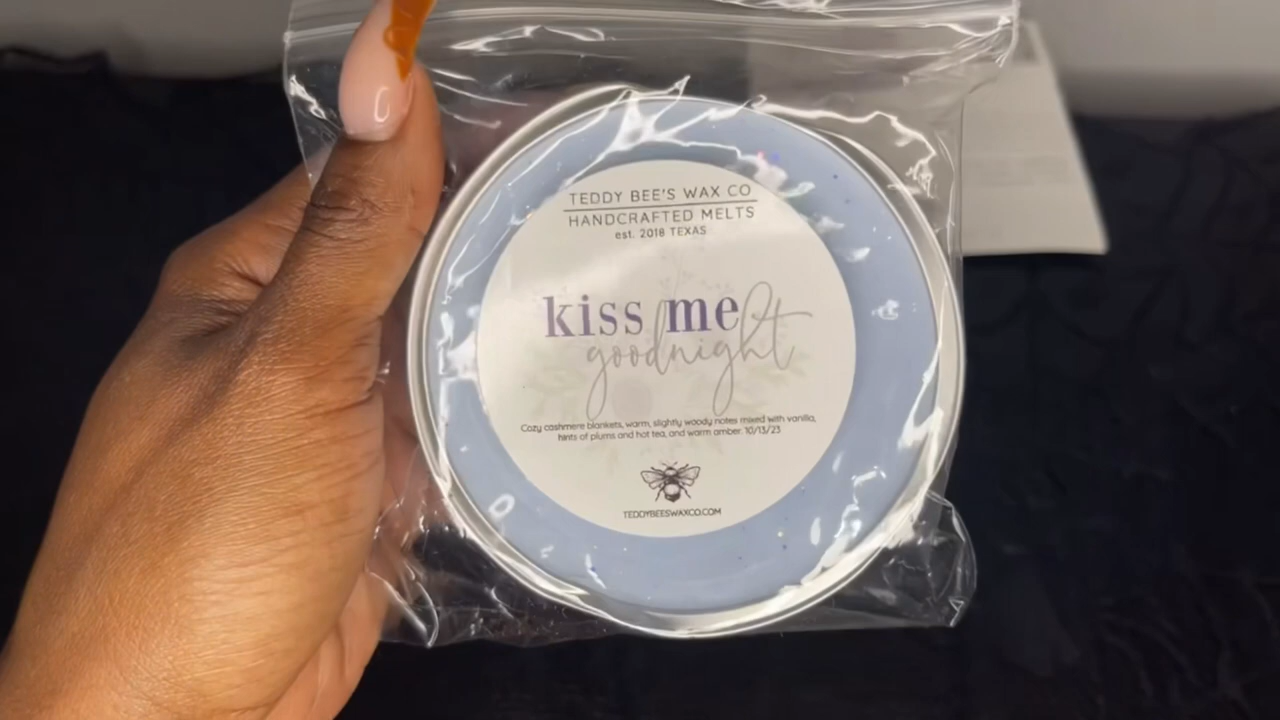 TEDDY BEE'S WAX CO
HANDCRAFTED MELTS
est. 2018 TEXAS
kiss me
goodnight
Cozy cashmere blankets, warm, slightly woody notes mixed with vanilla,
hints of plums and hot tea, and warm amber. 10/13/23
TEDDYBEESWAXCO.COM